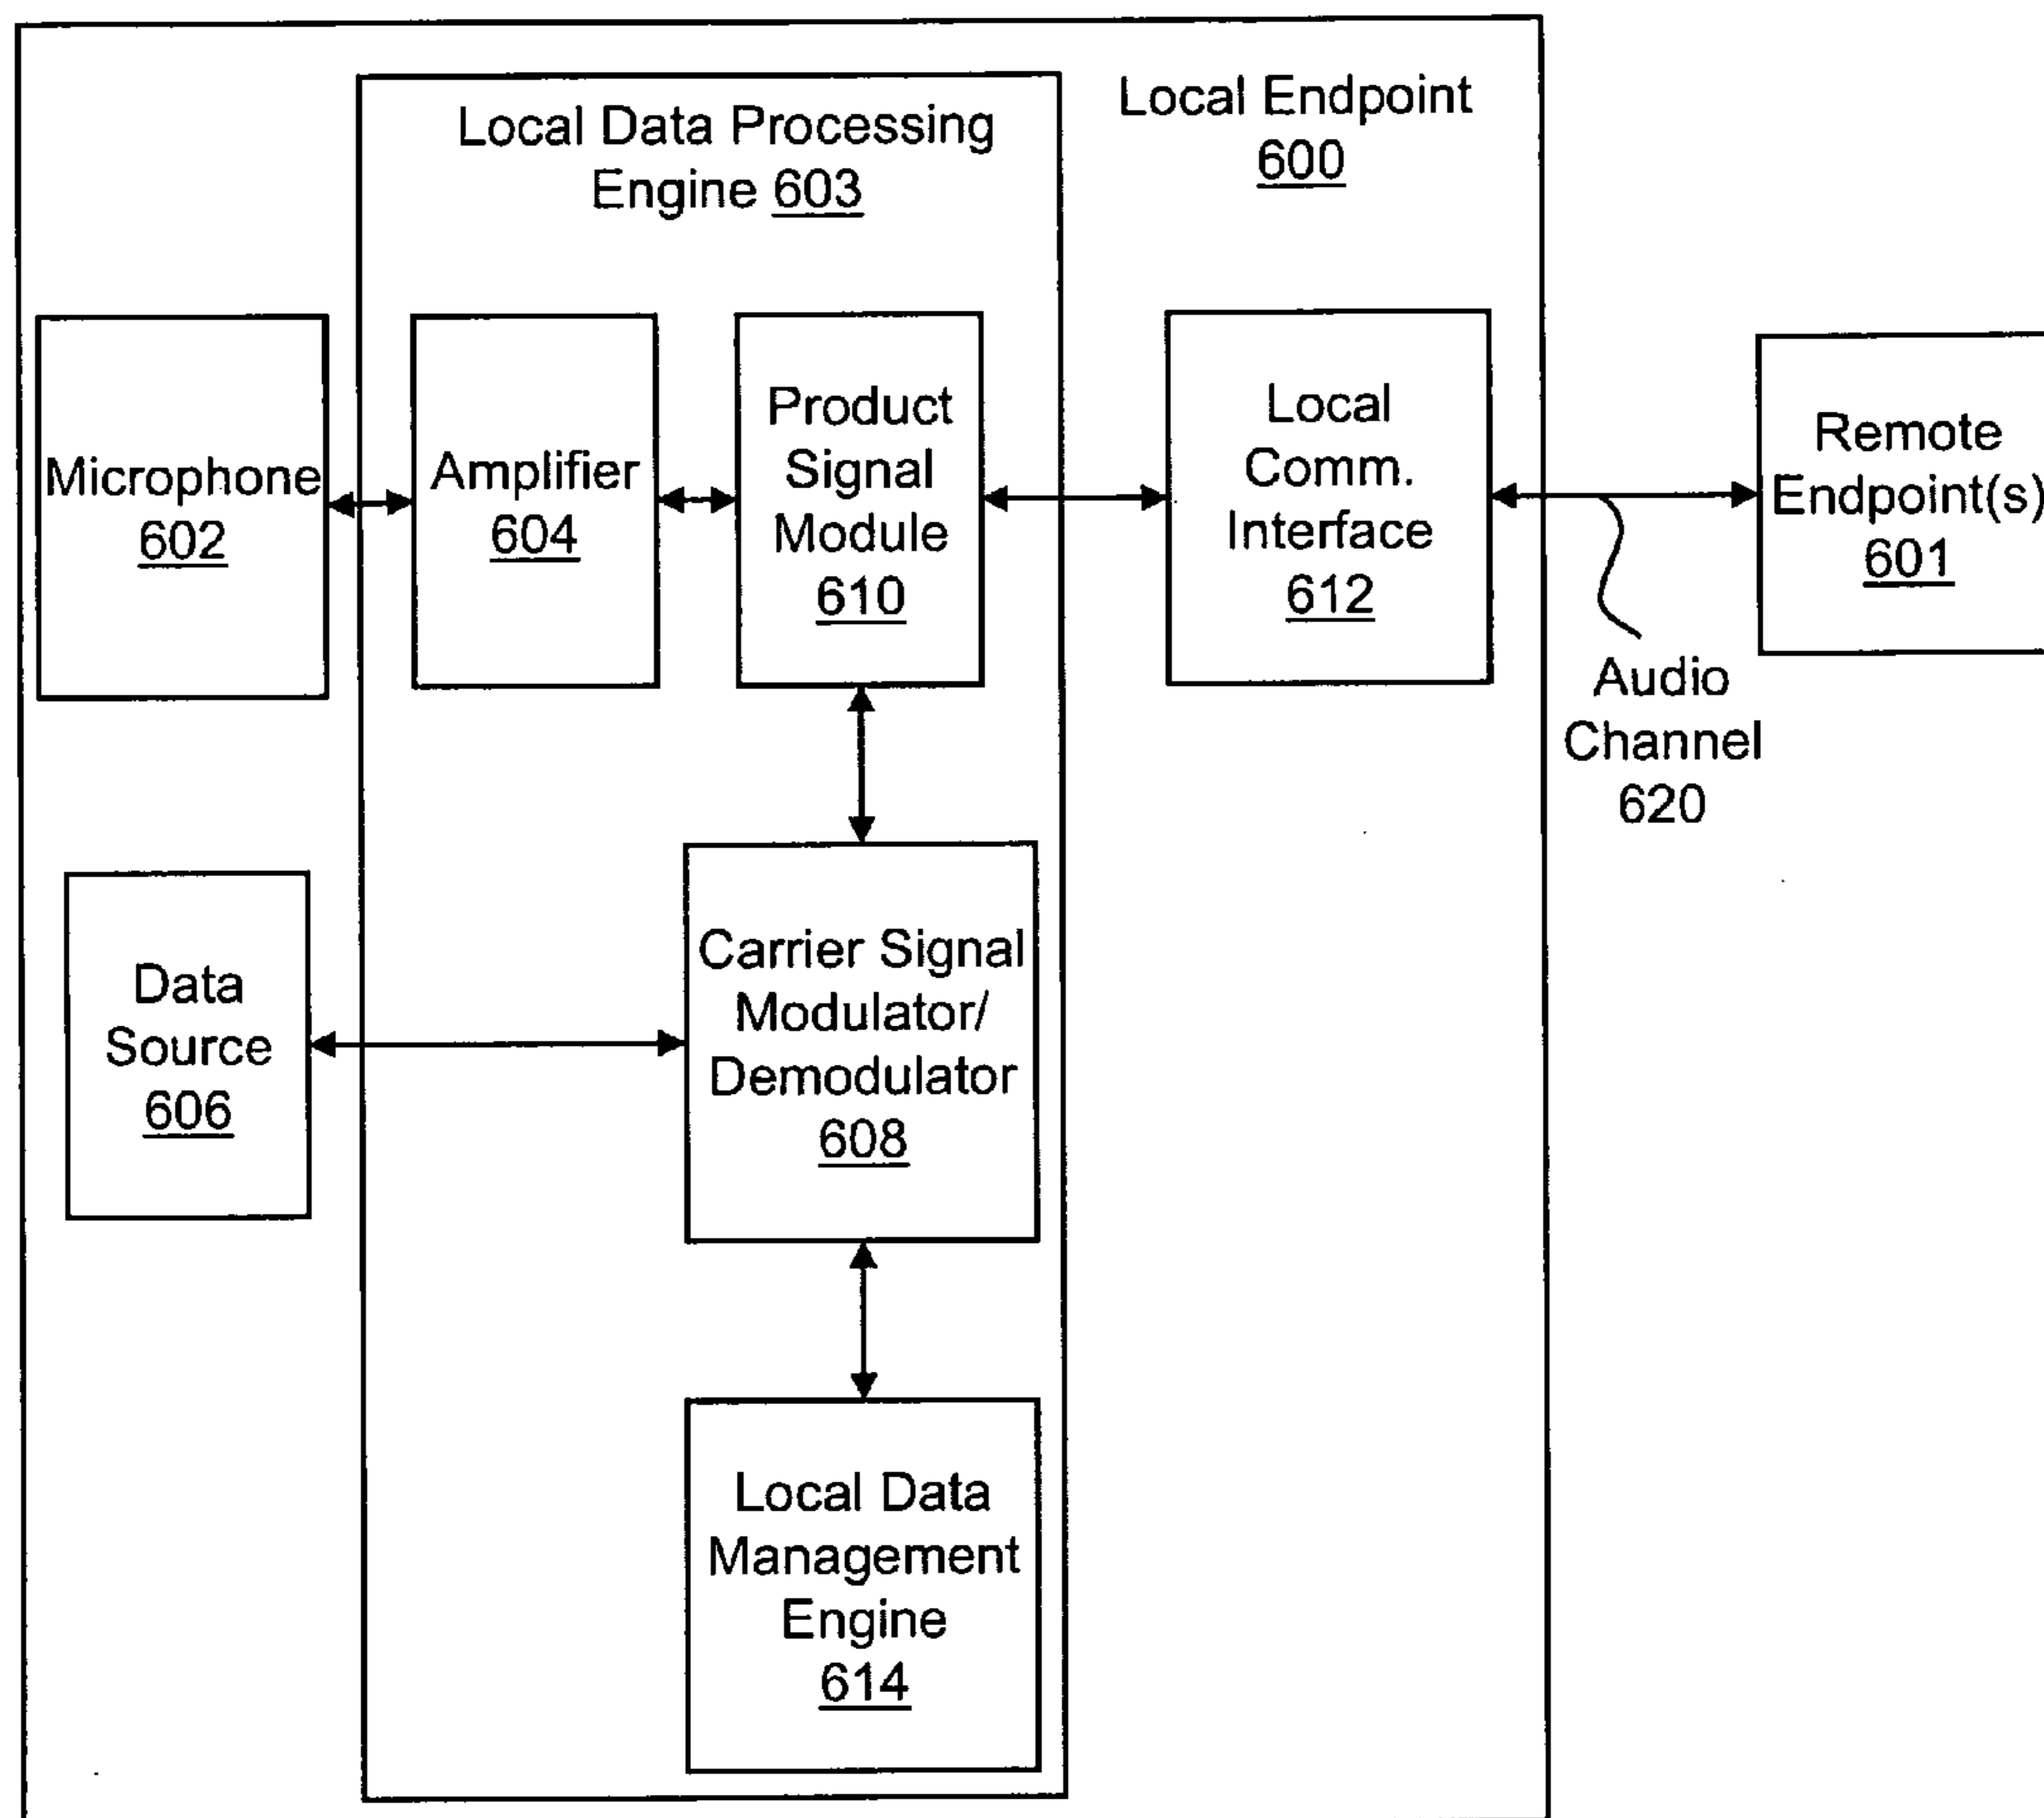 Local Data Processing
Engine 603
Local Endpoint
600
Microphone
602
Amplifier
604
Product
Signal
Module
610
Local
Comm.
Interface
612
Remote
Endpoint(s)
601
Audio
Channel
620
Data
Source
606
Carrier Signal
Modulator/
Demodulator
608
Local Data
Management
Engine
614